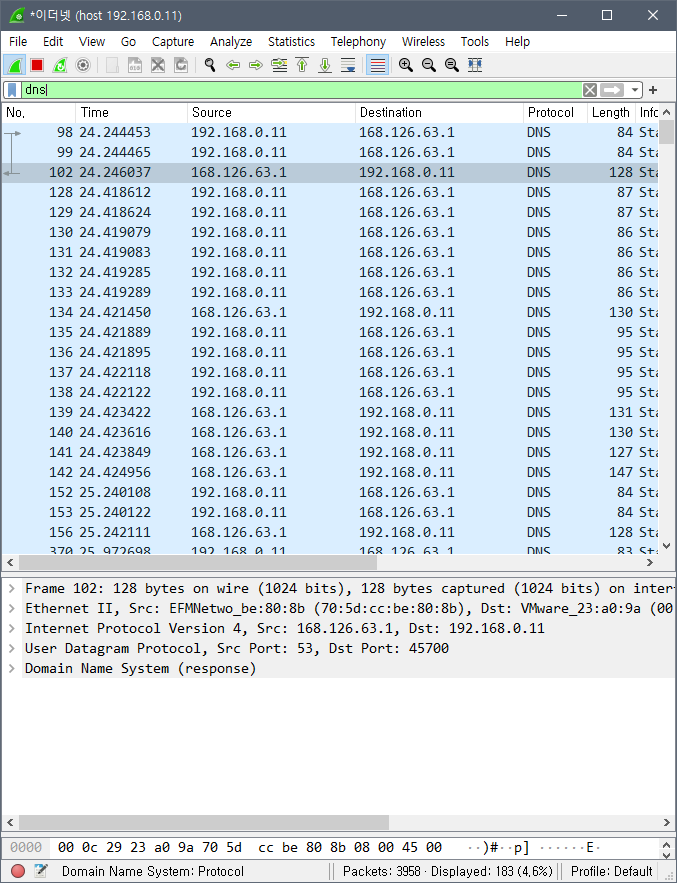 *이더넷 (host 192.168.0.11)
File Edit View Go Capture Analyze Statistics Telephony Wireless Tools Help
dns
No. Time Source Destination Protocol Length Info
98 24.244453 192.168.0.11 168.126.63.1 DNS 84 Sta
99 24.244465 192.168.0.11 168.126.63.1 DNS 84 Sta
102 24.246037 168.126.63.1 192.168.0.11 DNS 128 Sta
128 24.418612 192.168.0.11 168.126.63.1 DNS 87 Sta
129 24.418624 192.168.0.11 168.126.63.1 DNS 87 Sta
130 24.419079 192.168.0.11 168.126.63.1 DNS 86 Sta
131 24.419083 192.168.0.11 168.126.63.1 DNS 86 Sta
132 24.419285 192.168.0.11 168.126.63.1 DNS 86 Sta
133 24.419289 192.168.0.11 168.126.63.1 DNS 86 Sta
134 24.421450 168.126.63.1 192.168.0.11 DNS 130 Sta
135 24.421889 192.168.0.11 168.126.63.1 DNS 95 Sta
136 24.421895 192.168.0.11 168.126.63.1 DNS 95 Sta
137 24.422118 192.168.0.11 168.126.63.1 DNS 95 Sta
138 24.422122 192.168.0.11 168.126.63.1 DNS 95 Sta
139 24.423422 168.126.63.1 192.168.0.11 DNS 131 Sta
140 24.423616 168.126.63.1 192.168.0.11 DNS 130 Sta
141 24.423849 168.126.63.1 192.168.0.11 DNS 127 Sta
142 24.424956 168.126.63.1 192.168.0.11 DNS 147 Sta
152 25.240108 192.168.0.11 168.126.63.1 DNS 84 Sta
153 25.240122 192.168.0.11 168.126.63.1 DNS 84 Sta
156 25.242111 168.126.63.1 192.168.0.11 DNS 128 Sta
370 25.972698 192.168.0.11 168.126.63.1 DNS 83 Sta
Frame 102: 128 bytes on wire (1024 bits), 128 bytes captured (1024 bits) on inter
Ethernet II, Src: EFMNetwo_be:80:8b (70:5d:cc:be:80:8b), Dst: VMware_23:a0:9a (00
Internet Protocol Version 4, Src: 168.126.63.1, Dst: 192.168.0.11
User Datagram Protocol, Src Port: 53, Dst Port: 45700
Domain Name System (response)
0000 00 0c 29 23 a0 9a 70 5d cc be 80 8b 08 00 45 00 ··)#··p] ······E·
Domain Name System: Protocol Packets: 3958 · Displayed: 183 (4.6%) Profile: Default